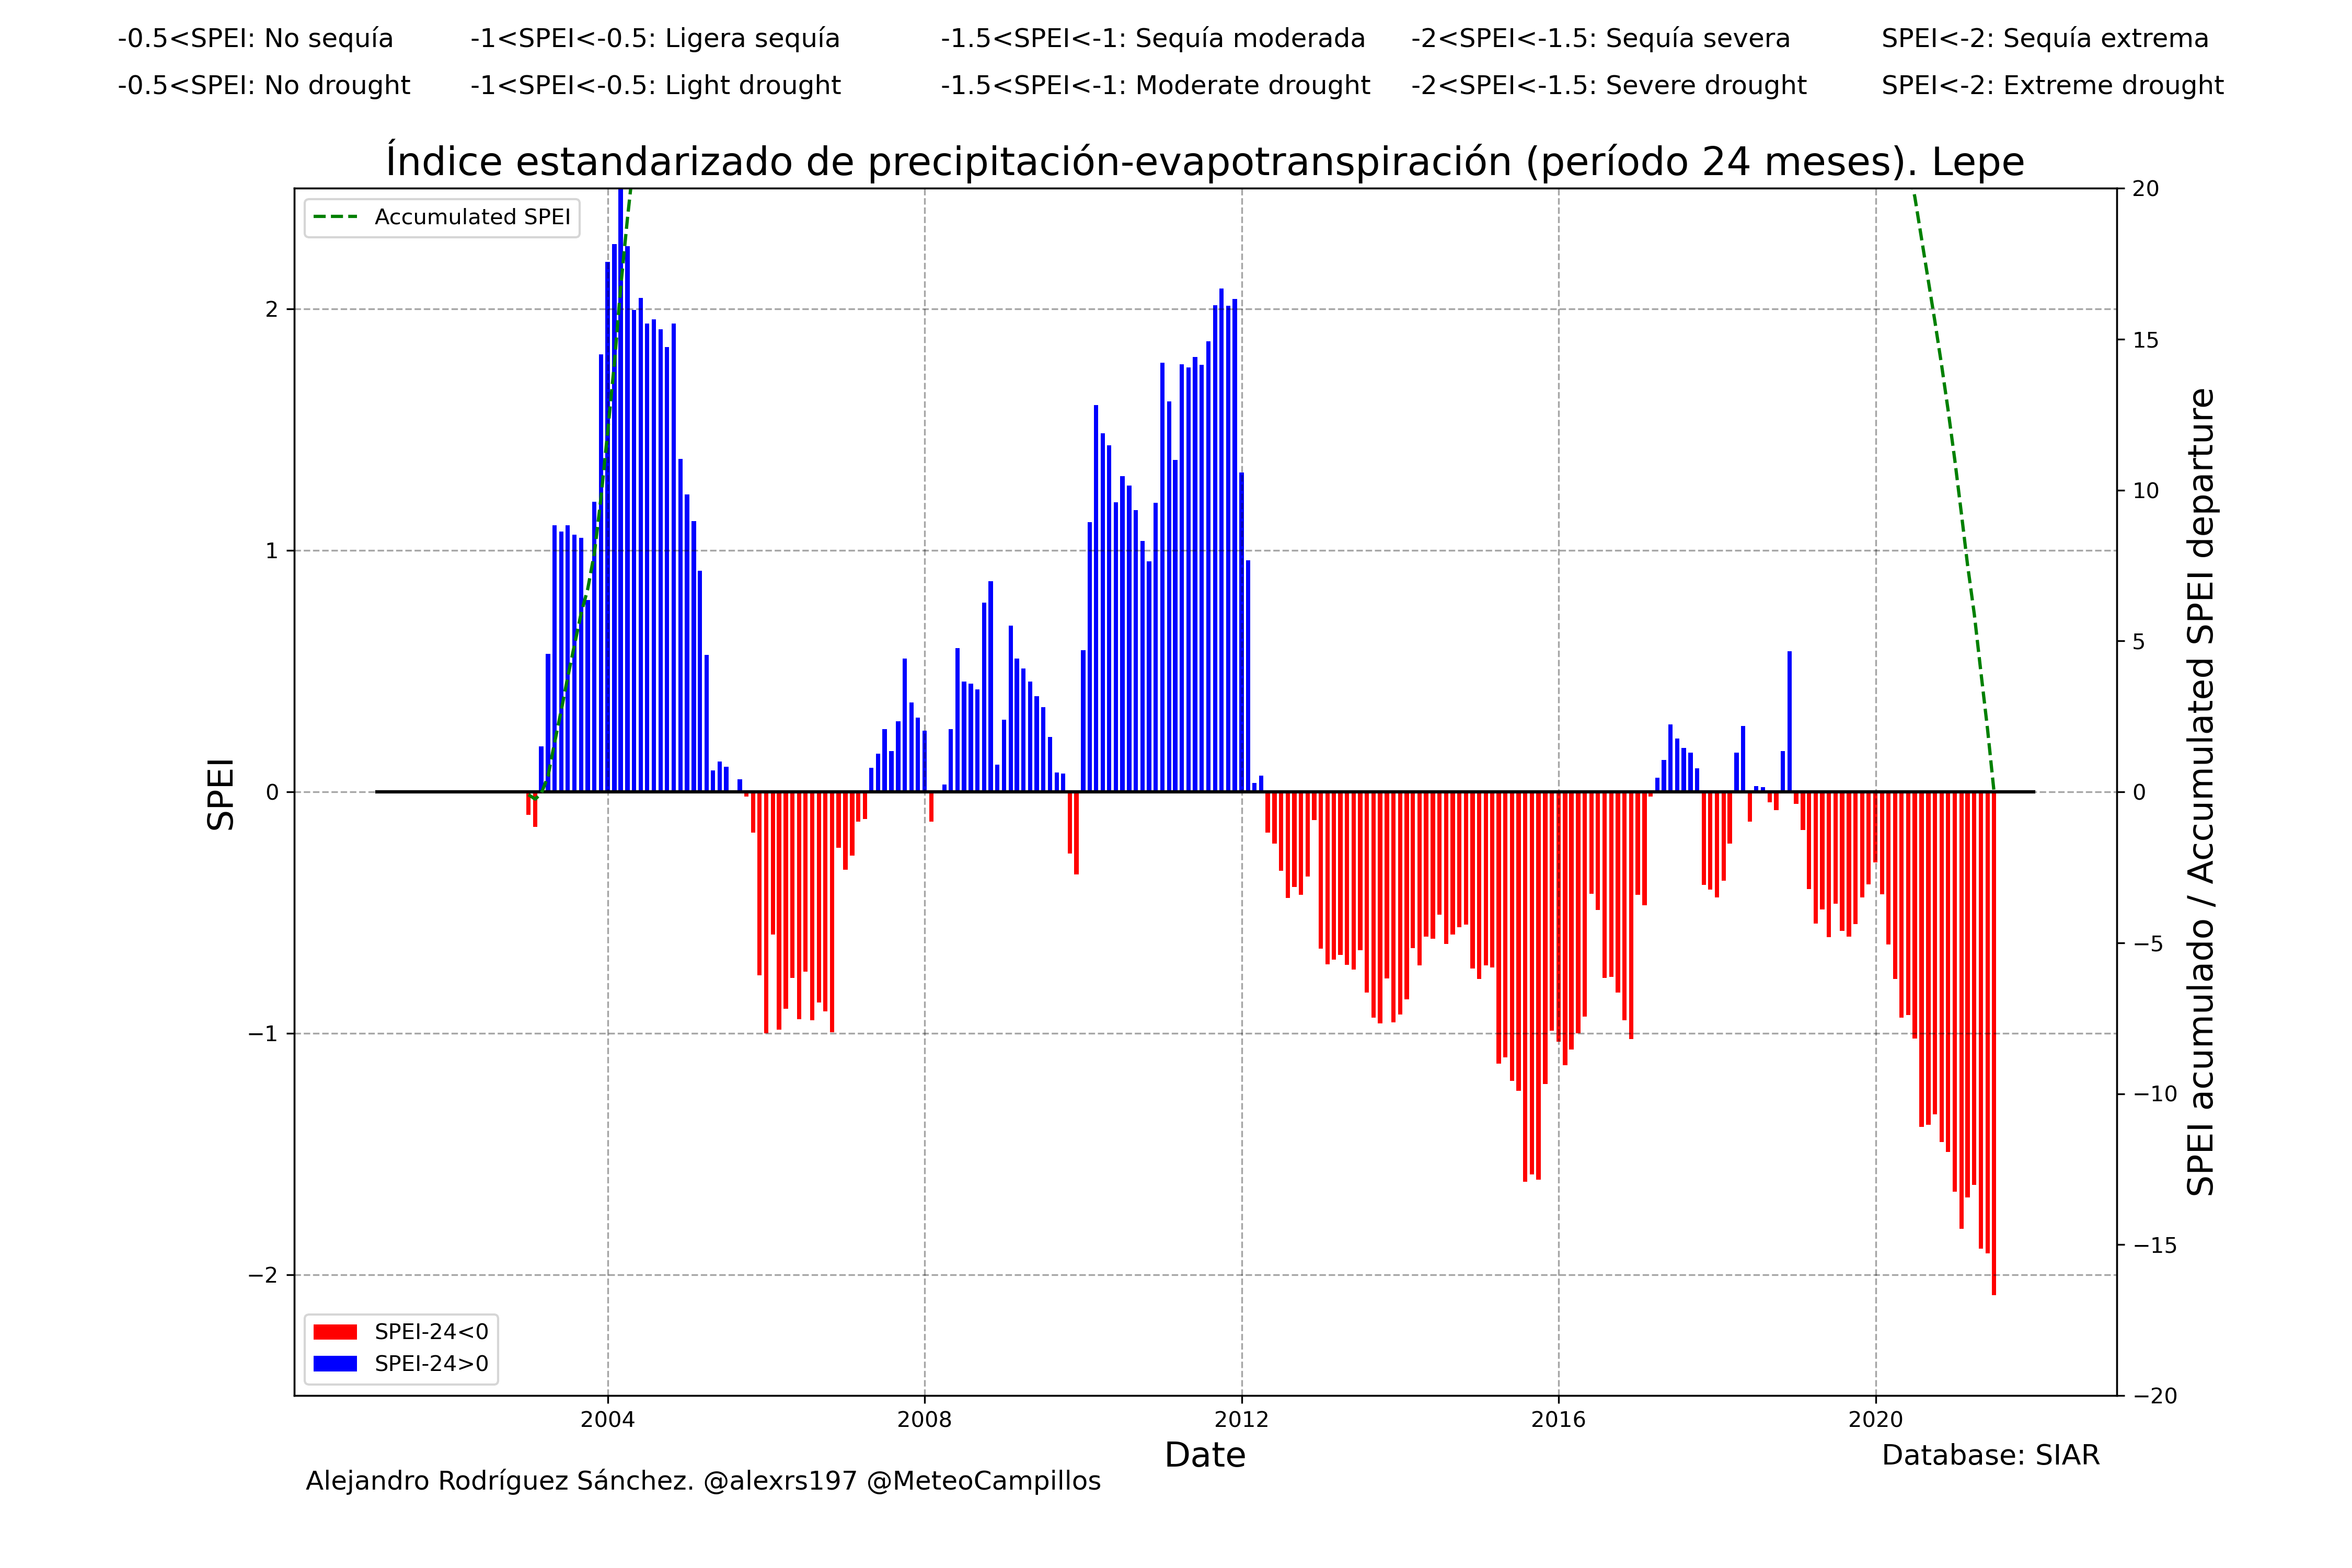 -0.5<SPEI: No sequía -1<SPEI<-0.5: Ligera sequía -1.5<SPEI<-1: Sequía moderada -2<SPEI<-1.5: Sequía severa SPEI<-2: Sequía extrema
-0.5<SPEI: No drought -1<SPEI<-0.5: Light drought -1.5<SPEI<-1: Moderate drought -2<SPEI<-1.5: Severe drought SPEI<-2: Extreme drought
Índice estandarizado de precipitación-evapotranspiración (período 24 meses). Lepe
Accumulated SPEI
SPEI
2
1
0
−1
−2
20
15
10
5
0
−5
−10
−15
−20
SPEI acumulado / Accumulated SPEI departure
SPEI-24<0
SPEI-24>0
2004 2008 2012 2016 2020
Date
Database: SIAR
Alejandro Rodríguez Sánchez. @alexrs197 @MeteoCampillos